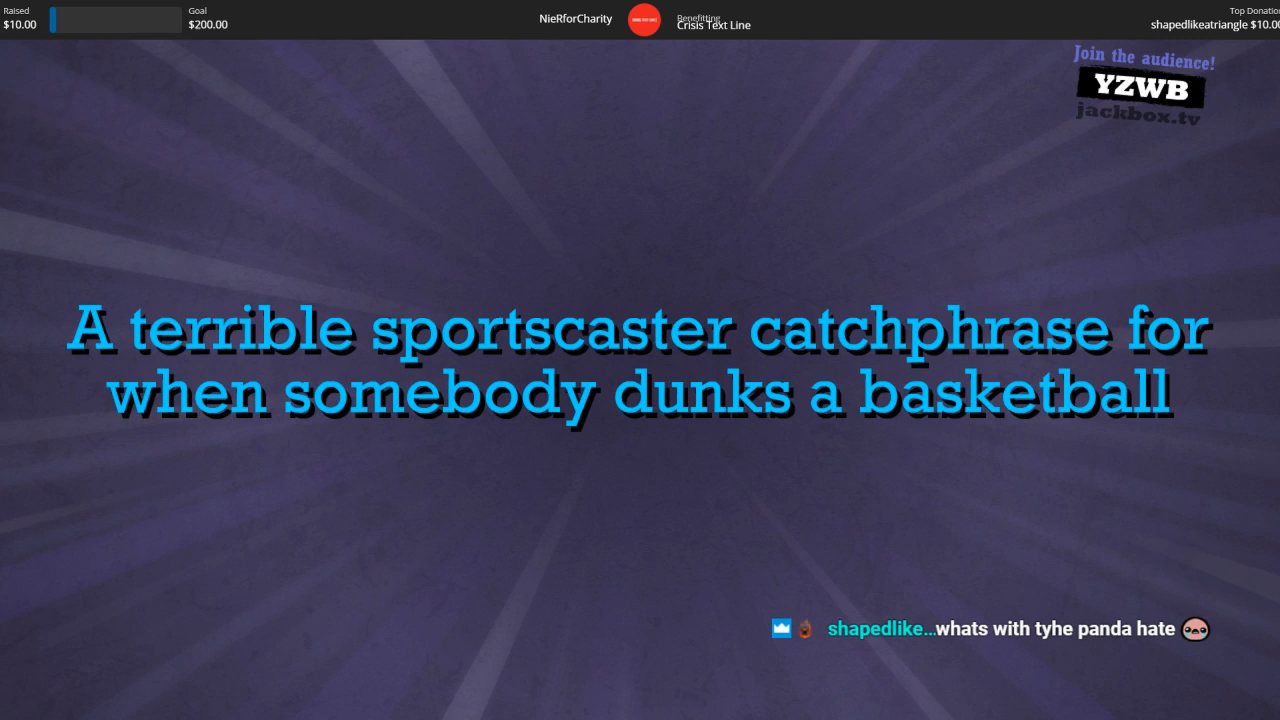 Raised
$10.00
Goal
$200.00
NieRforCharity
Benefitting
Crisis Text Line
Top Donatio
shapedlikeatriangle $10.00
Join the audience!
YZWB
jackbox.tv
A terrible sportscaster catchphrase for
when somebody dunks a basketball
shapedlike...whats with tyhe panda hate